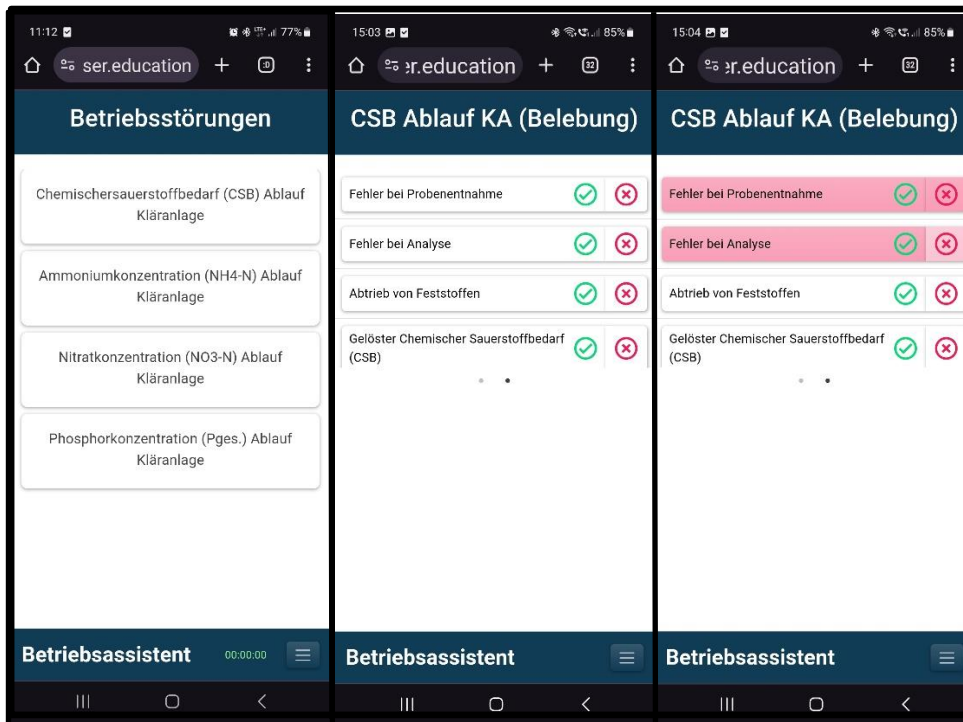 11:12
77%
ser.education
:D
Betriebsstörungen
Chemischersauerstoffbedarf (CSB) Ablauf
Kläranlage
Ammoniumkonzentration (NH4-N) Ablauf
Kläranlage
Nitratkonzentration (NO3-N) Ablauf
Kläranlage
Phosphorkonzentration (Pges.) Ablauf
Kläranlage
Betriebsassistent
00:00:00
15:03
85%
er.education
32
CSB Ablauf KA (Belebung)
Fehler bei Probenentnahme
Fehler bei Analyse
Abtrieb von Feststoffen
Gelöster Chemischer Sauerstoffbedarf
(CSB)
Betriebsassistent
15:04
85%
er.education
32
CSB Ablauf KA (Belebung)
Fehler bei Probenentnahme
Fehler bei Analyse
Abtrieb von Feststoffen
Gelöster Chemischer Sauerstoffbedarf
(CSB)
Betriebsassistent